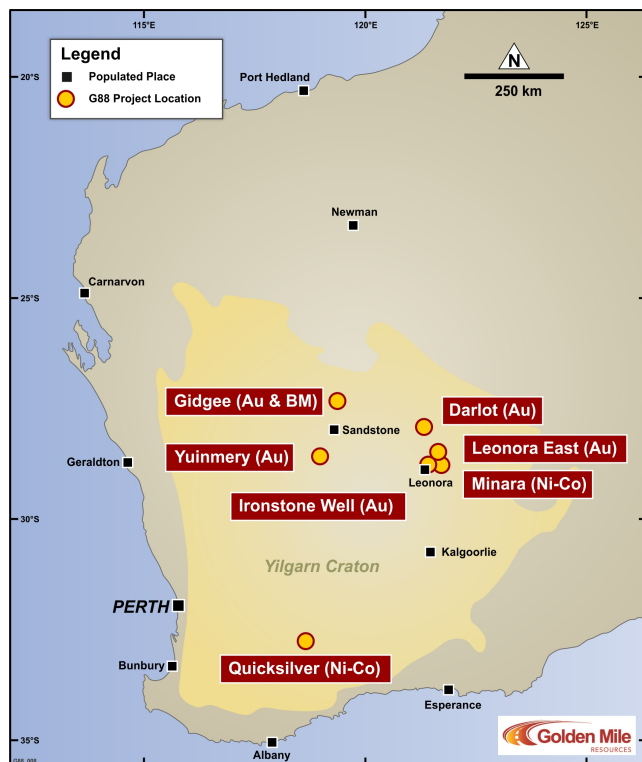 115°E
120°E
125°E
Legend
Populated Place
G88 Project Location
N
250 km
20°S
Port Hedland
Newman
25°S
Carnarvon
Gidgee (Au & BM)
Sandstone
Darlot (Au)
Yuinmery (Au)
Leonora East (Au)
Geraldton
Leonora
Minara (Ni-Co)
Ironstone Well (Au)
30°S
Kalgoorlie
Yilgarn Craton
PERTH
Bunbury
Quicksilver (Ni-Co)
Esperance
35°S
Albany
Golden Mile
RESOURCES